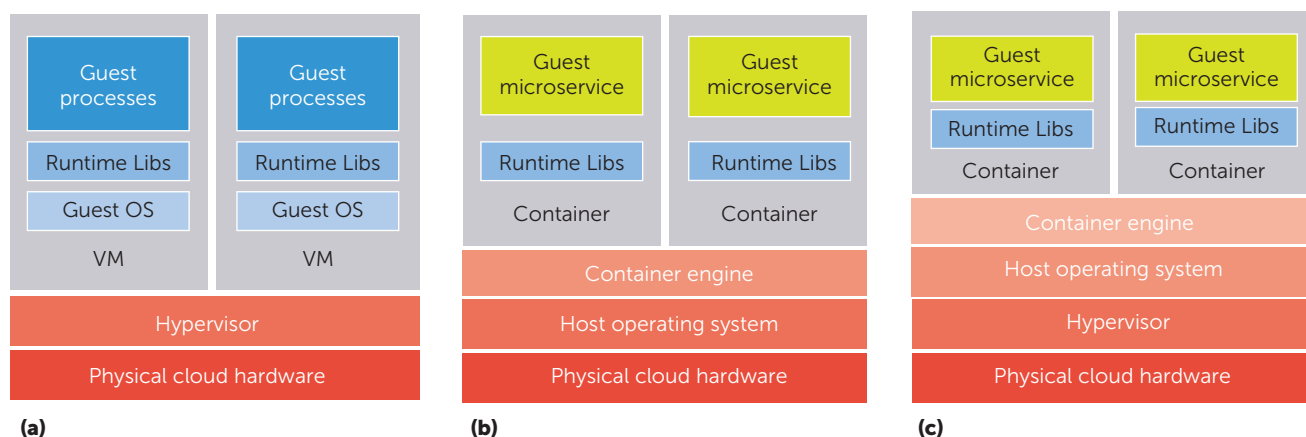 Guest
processes
Runtime Libs
Guest OS
VM
Guest
processes
Runtime Libs
Guest OS
VM
Hypervisor
Physical cloud hardware
(a)
Guest
microservice
Runtime Libs
Container
Guest
microservice
Runtime Libs
Container
Container engine
Host operating system
Physical cloud hardware
(b)
Guest
microservice
Runtime Libs
Container
Guest
microservice
Runtime Libs
Container
Container engine
Host operating system
Hypervisor
Physical cloud hardware
(c)